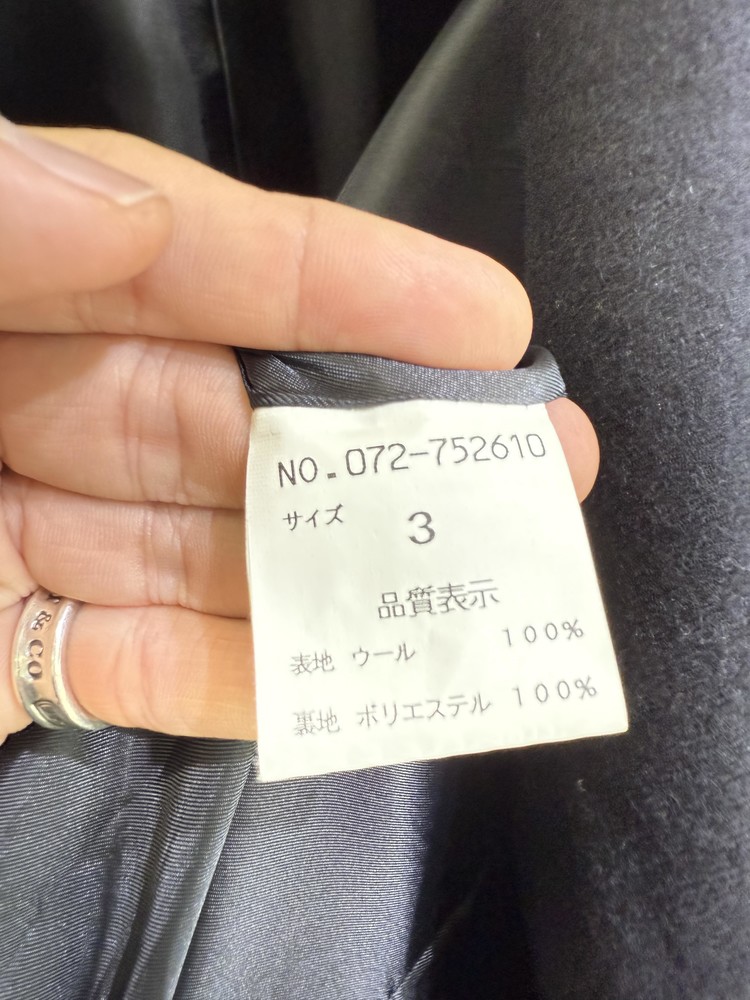 NO.072-752610
サイズ 3
品質表示
表地 ウール 100%
裏地 ポリエステル 100%
& CO